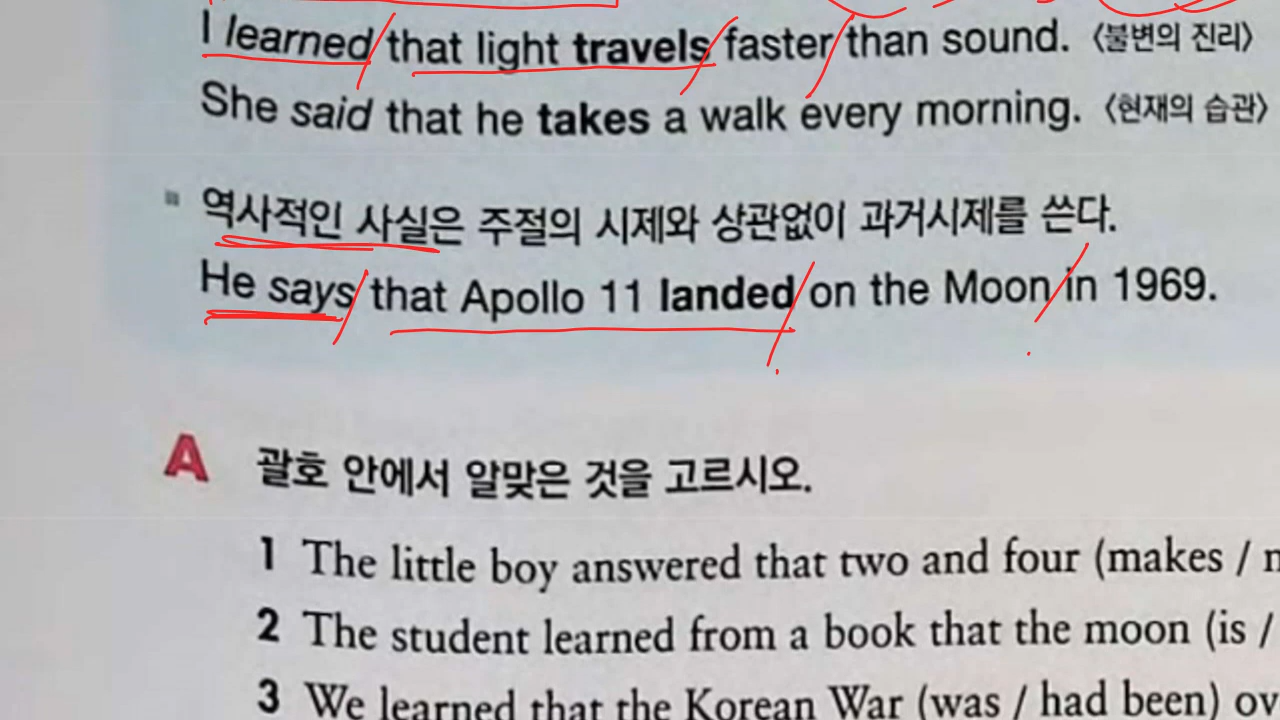 I learned that light travels faster than sound. 〈불변의 진리〉
She said that he takes a walk every morning. 〈현재의 습관〉
역사적인 사실은 주절의 시제와 상관없이 과거시제를 쓴다.
He says that Apollo 11 landed on the Moon in 1969.
A 괄호 안에서 알맞은 것을 고르시오.
1 The little boy answered that two and four (makes /
2 The student learned from a book that the moon (is /
3 We learned that the Korean War (was / had been)